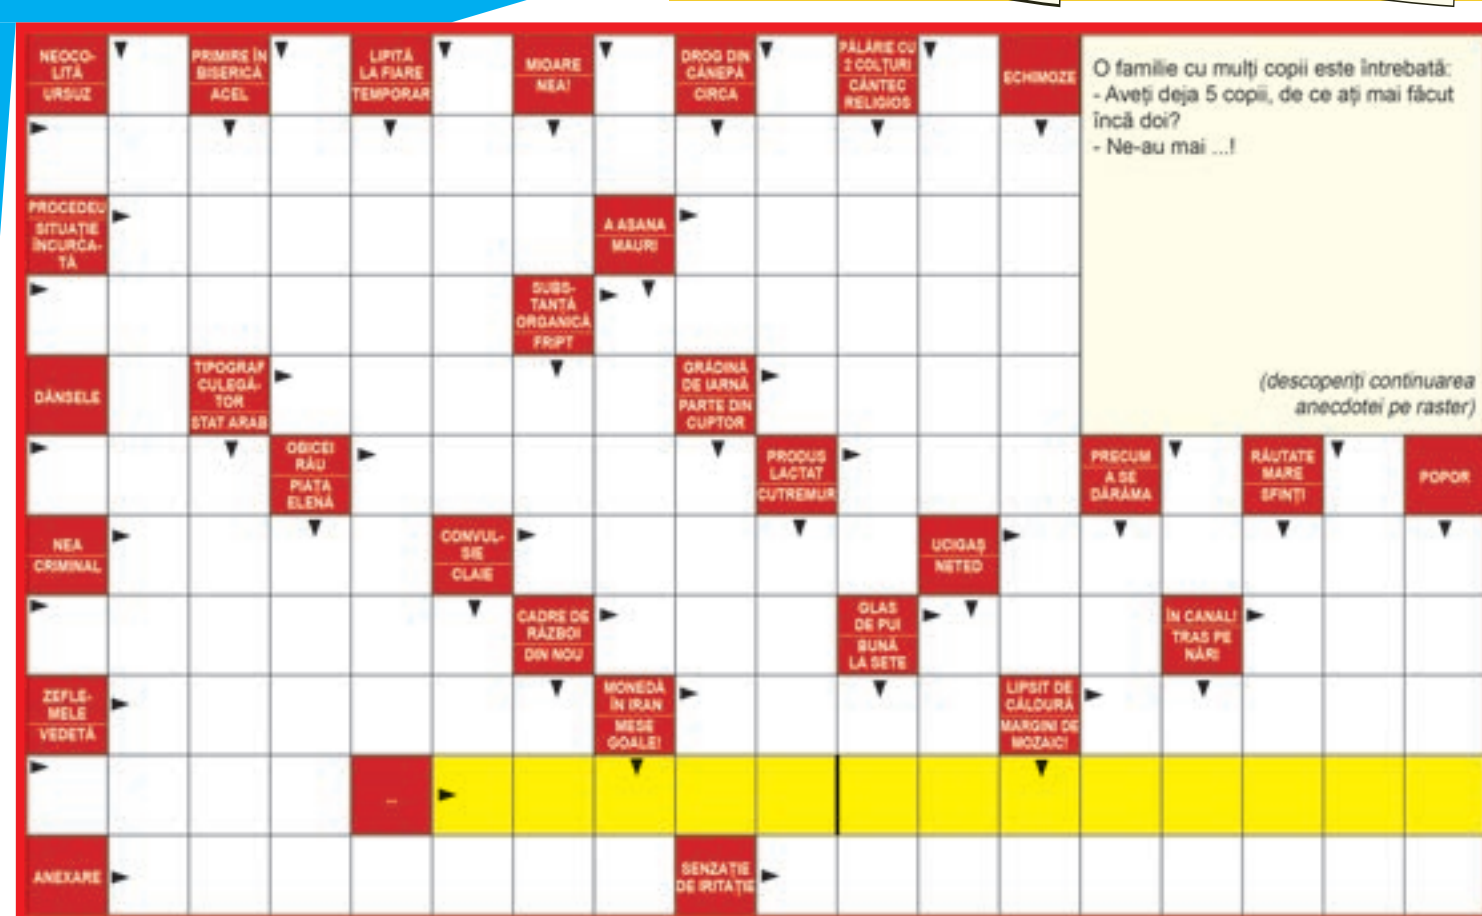 NEOCO-
LITĂ
URSUZ
PRIMIRE ÎN
BISERICĂ
ACEL
LIPITĂ
LA FIARE
TEMPORAR
MIOARE
NEA!
DROG DIN
CÂNEPĂ
CIRCA
PĂLĂRIE CU
2 COLȚURI
CÂNTEC
RELIGIOS
ECHIMOZE
O familie cu mulți copii este întrebată:
- Aveți deja 5 copii, de ce ați mai făcut
încă doi?
- Ne-au mai ...!
(descoperiți continuarea
anecdotei pe raster)
PROCEDEU
SITUAȚIE
ÎNCURCA-
TĂ
A ASANA
MAURI
SUBS-
TANȚĂ
ORGANICĂ
FRIPT
DÂNSELE
TIPOGRAF
CULEGĂ-
TOR
STAT ARAB
GRĂDINĂ
DE IARNĂ
PARTE DIN
CUPTOR
OBICEI
RĂU
PIAȚA
ELENĂ
PRODUS
LACTAT
CUTREMUR
PRECUM
A SE
DĂRÂMA
RĂUTATE
MARE
SFINȚI
POPOR
NEA
CRIMINAL
CONVUL-
SIE
CLAIE
UCIGAȘ
NETED
CADRE DE
RĂZBOI
DIN NOU
GLAS
DE PUI
BUNĂ
LA SETE
ÎN CANAL!
TRAS PE
NĂRI
ZEFLE-
MELE
VEDETĂ
MONEDĂ
ÎN IRAN
MESE
GOALE!
LIPSIT DE
CĂLDURĂ
MARGINI DE
MOZAIC!
...
ANEXARE
SENZAȚIE
DE IRITAȚIE